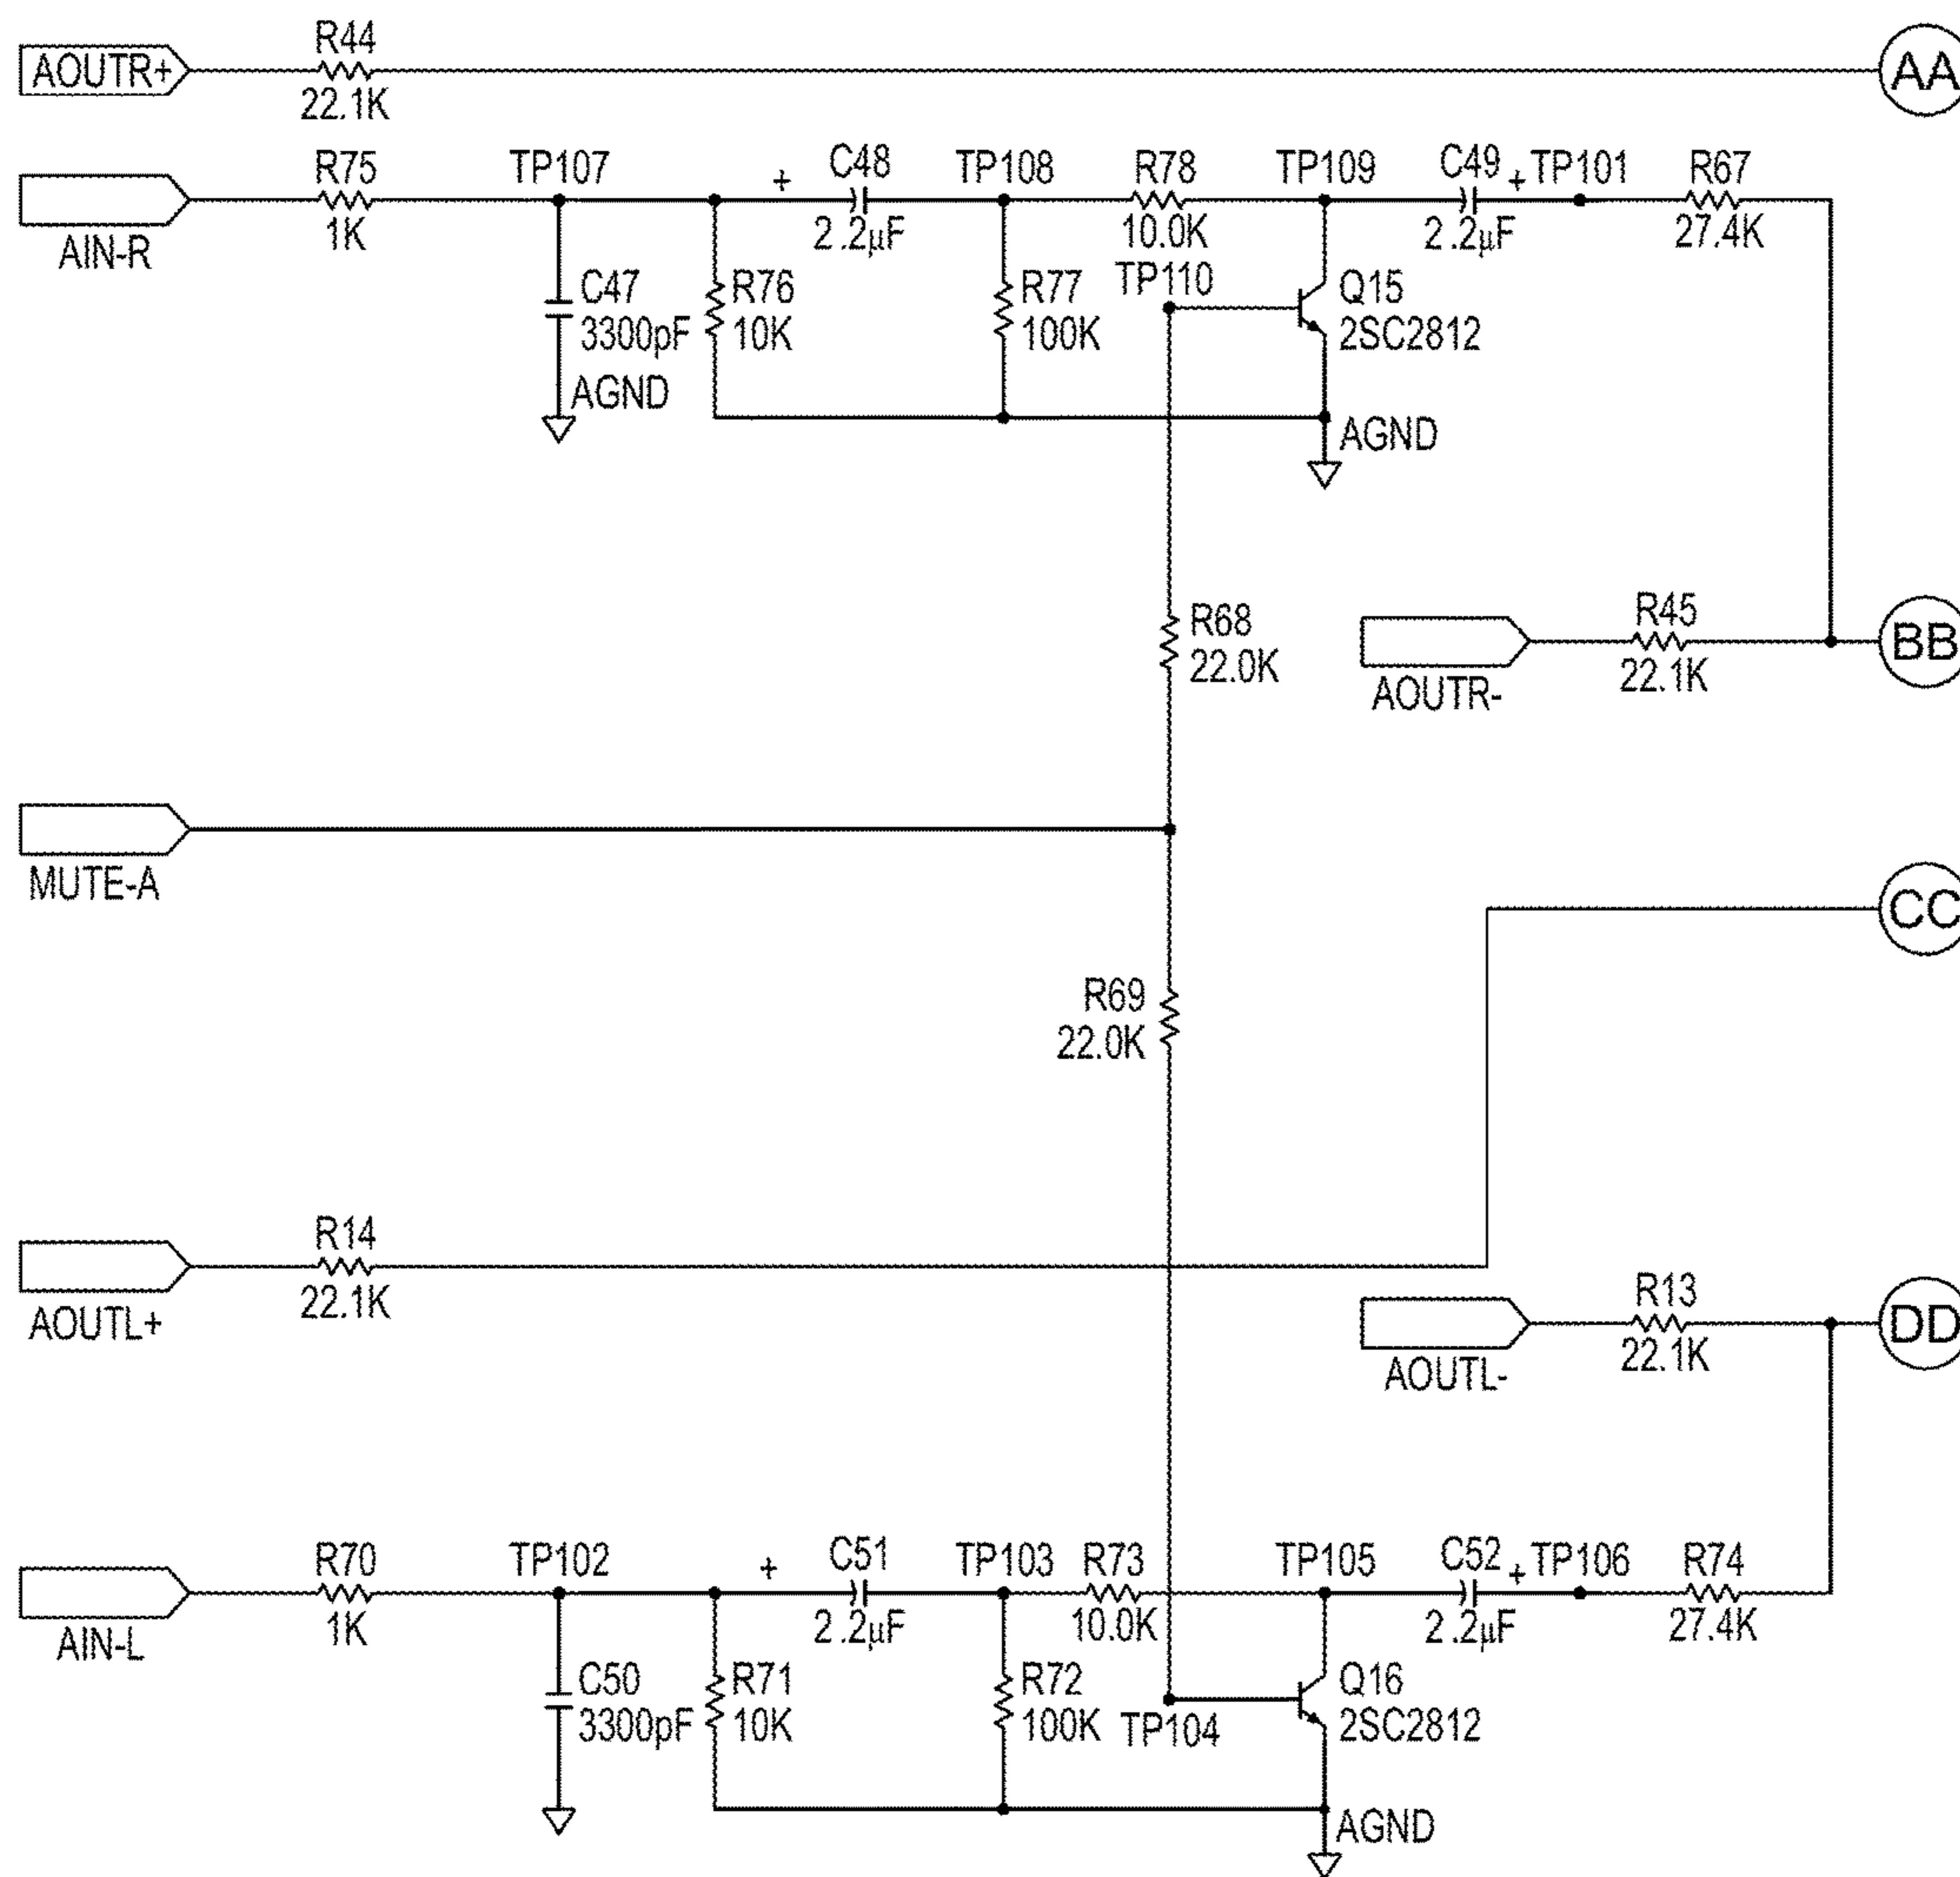 AOUTR+
R44
22.1K
AA
AIN-R
R75
1K
TP107
+
C48
2.2µF
TP108
R78
10.0K
TP109
C49
+
2.2µF
TP101
R67
27.4K
C47
3300pF
AGND
R76
10K
R77
100K
TP110
Q15
2SC2812
AGND
R68
22.0K
AOUTR-
R45
22.1K
BB
MUTE-A
CC
R69
22.0K
AOUTL+
R14
22.1K
AOUTL-
R13
22.1K
DD
AIN-L
R70
1K
TP102
+
C51
2.2µF
TP103
R73
10.0K
TP105
C52
+
2.2µF
TP106
R74
27.4K
C50
3300pF
R71
10K
R72
100K
TP104
Q16
2SC2812
AGND